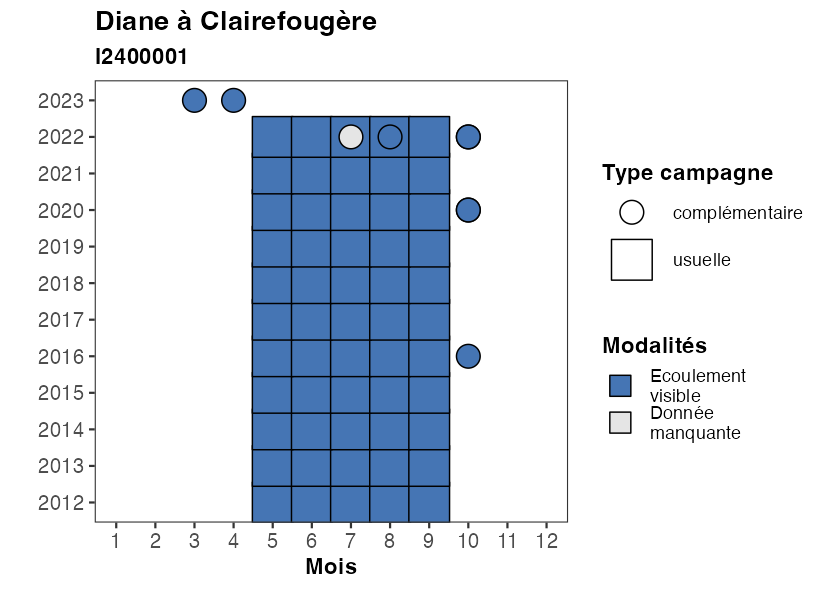 Diane à Clairefougère
I2400001
2023
2022
2021
2020
2019
2018
2017
2016
2015
2014
2013
2012
1 2 3 4 5 6 7 8 9 10 11 12
Mois
Type campagne
complémentaire
usuelle
Modalités
Ecoulement
visible
Donnée
manquante